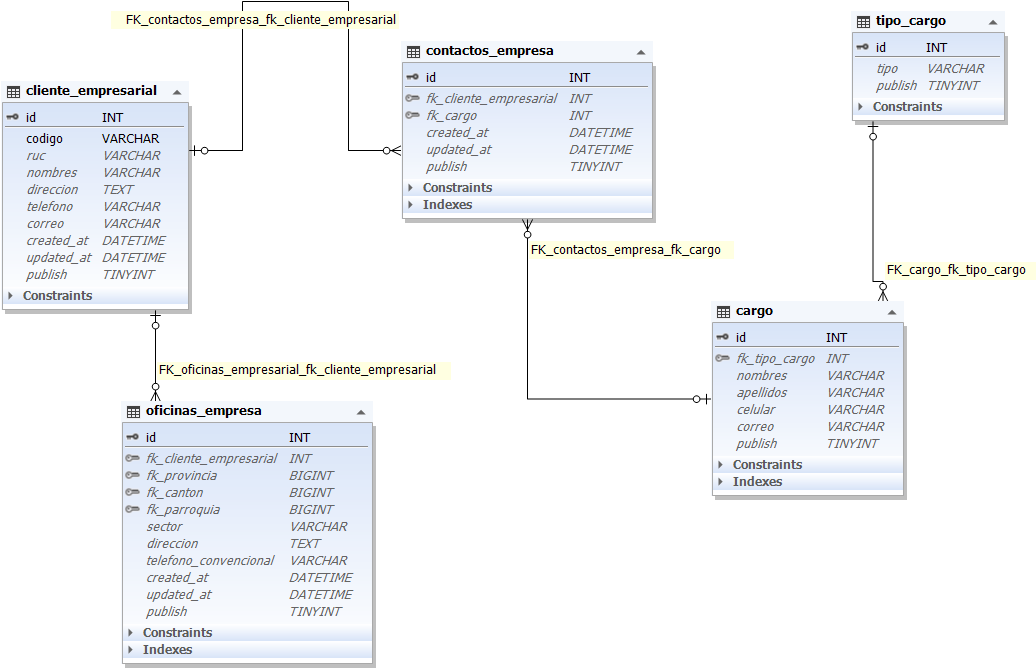 FK_contactos_empresa_fk_cliente_empresarial
tipo_cargo
id INT
tipo VARCHAR
publish TINYINT
Constraints
contactos_empresa
id INT
fk_cliente_empresarial INT
fk_cargo INT
created_at DATETIME
updated_at DATETIME
publish TINYINT
Constraints
Indexes
cliente_empresarial
id INT
codigo VARCHAR
ruc VARCHAR
nombres VARCHAR
direccion TEXT
telefono VARCHAR
correo VARCHAR
created_at DATETIME
updated_at DATETIME
publish TINYINT
Constraints
FK_contactos_empresa_fk_cargo
FK_cargo_fk_tipo_cargo
cargo
id INT
fk_tipo_cargo INT
nombres VARCHAR
apellidos VARCHAR
celular VARCHAR
correo VARCHAR
publish TINYINT
Constraints
Indexes
FK_oficinas_empresarial_fk_cliente_empresarial
oficinas_empresa
id INT
fk_cliente_empresarial INT
fk_provincia BIGINT
fk_canton BIGINT
fk_parroquia BIGINT
sector VARCHAR
direccion TEXT
telefono_convencional VARCHAR
created_at DATETIME
updated_at DATETIME
publish TINYINT
Constraints
Indexes